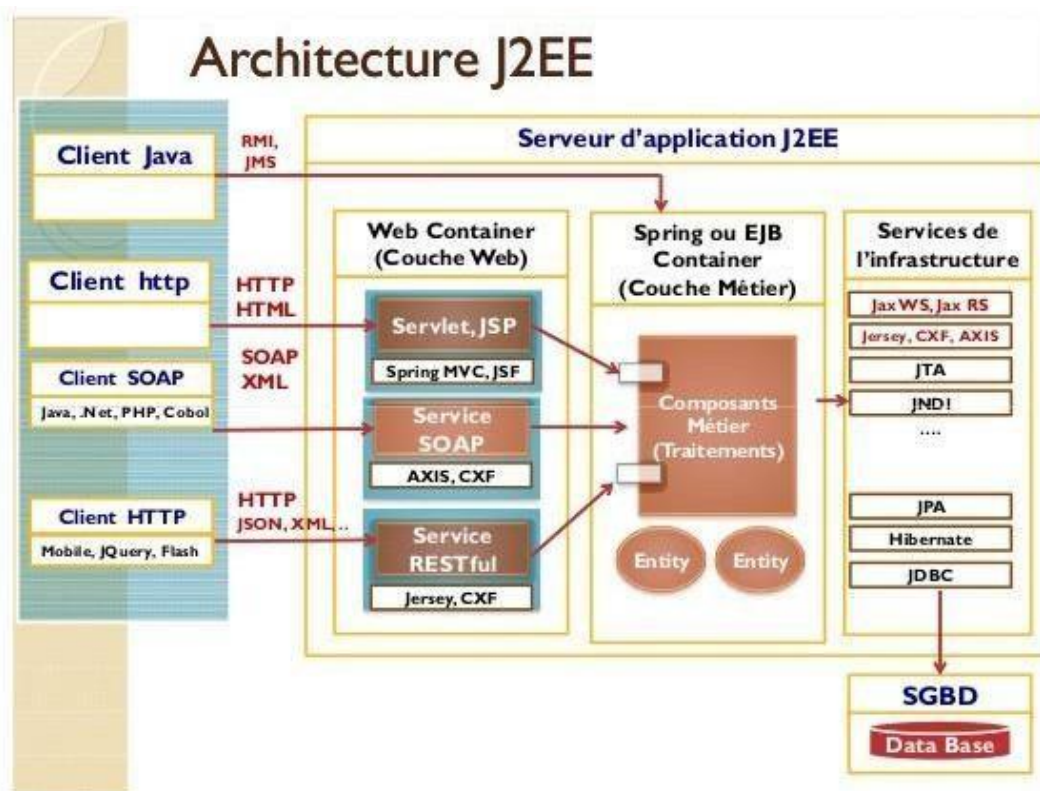 Architecture J2EE
Client Java
RMI,
JMS
Client http
HTTP
HTML
Client SOAP
Java, .Net, PHP, Cobol
SOAP
XML
Client HTTP
Mobile, JQuery, Flash
HTTP
JSON, XML,..
Serveur d'application J2EE
Web Container
(Couche Web)
Servlet, JSP
Spring MVC, JSF
Service
SOAP
AXIS, CXF
Service
RESTful
Jersey, CXF
Spring ou EJB
Container
(Couche Métier)
Composants
Métier
(Traitements)
Entity
Entity
Services de
l'infrastructure
Jax WS, Jax RS
Jersey, CXF, AXIS
JTA
JNDI
....
JPA
Hibernate
JDBC
SGBD
Data Base